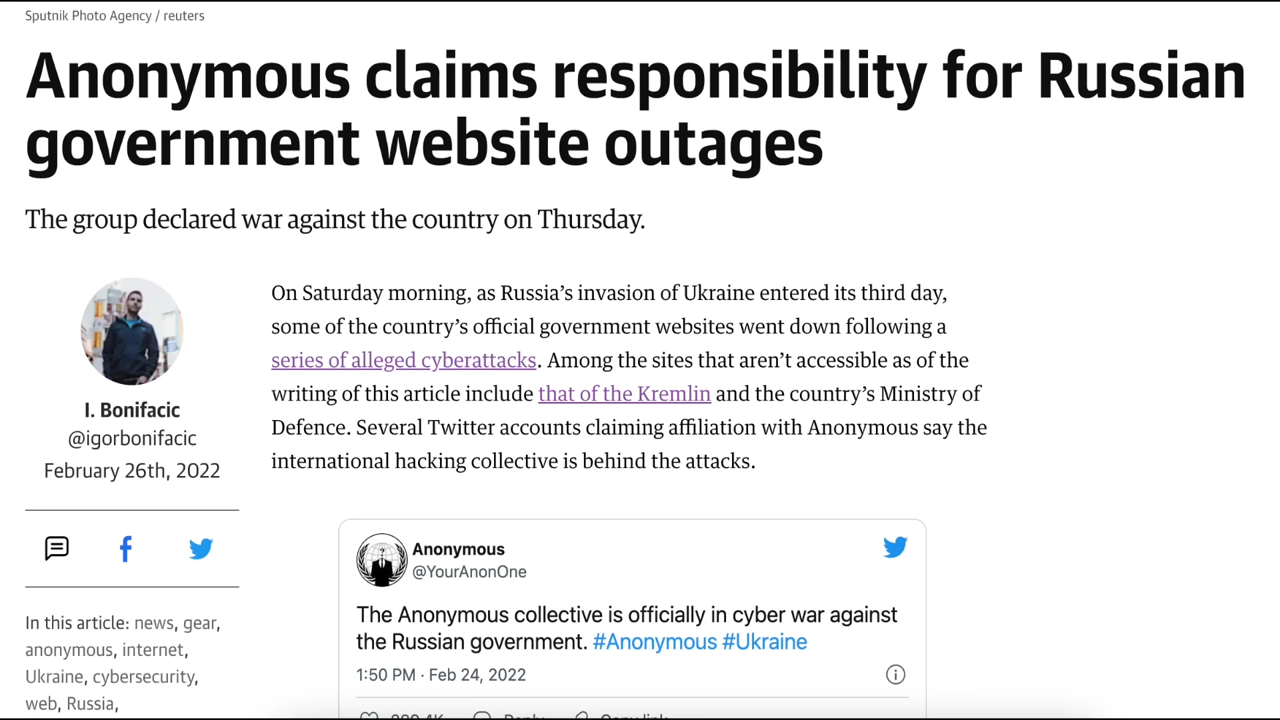 Sputnik Photo Agency / reuters
Anonymous claims responsibility for Russian
government website outages
The group declared war against the country on Thursday.
I. Bonifacic
@igorbonifacic
February 26th, 2022
In this article: news, gear,
anonymous, internet,
Ukraine, cybersecurity,
web, Russia,
On Saturday morning, as Russia’s invasion of Ukraine entered its third day,
some of the country’s official government websites went down following a
series of alleged cyberattacks. Among the sites that aren’t accessible as of the
writing of this article include that of the Kremlin and the country’s Ministry of
Defence. Several Twitter accounts claiming affiliation with Anonymous say the
international hacking collective is behind the attacks.
Anonymous
@YourAnonOne
The Anonymous collective is officially in cyber war against
the Russian government. #Anonymous #Ukraine
1:50 PM · Feb 24, 2022
Reply Copy link